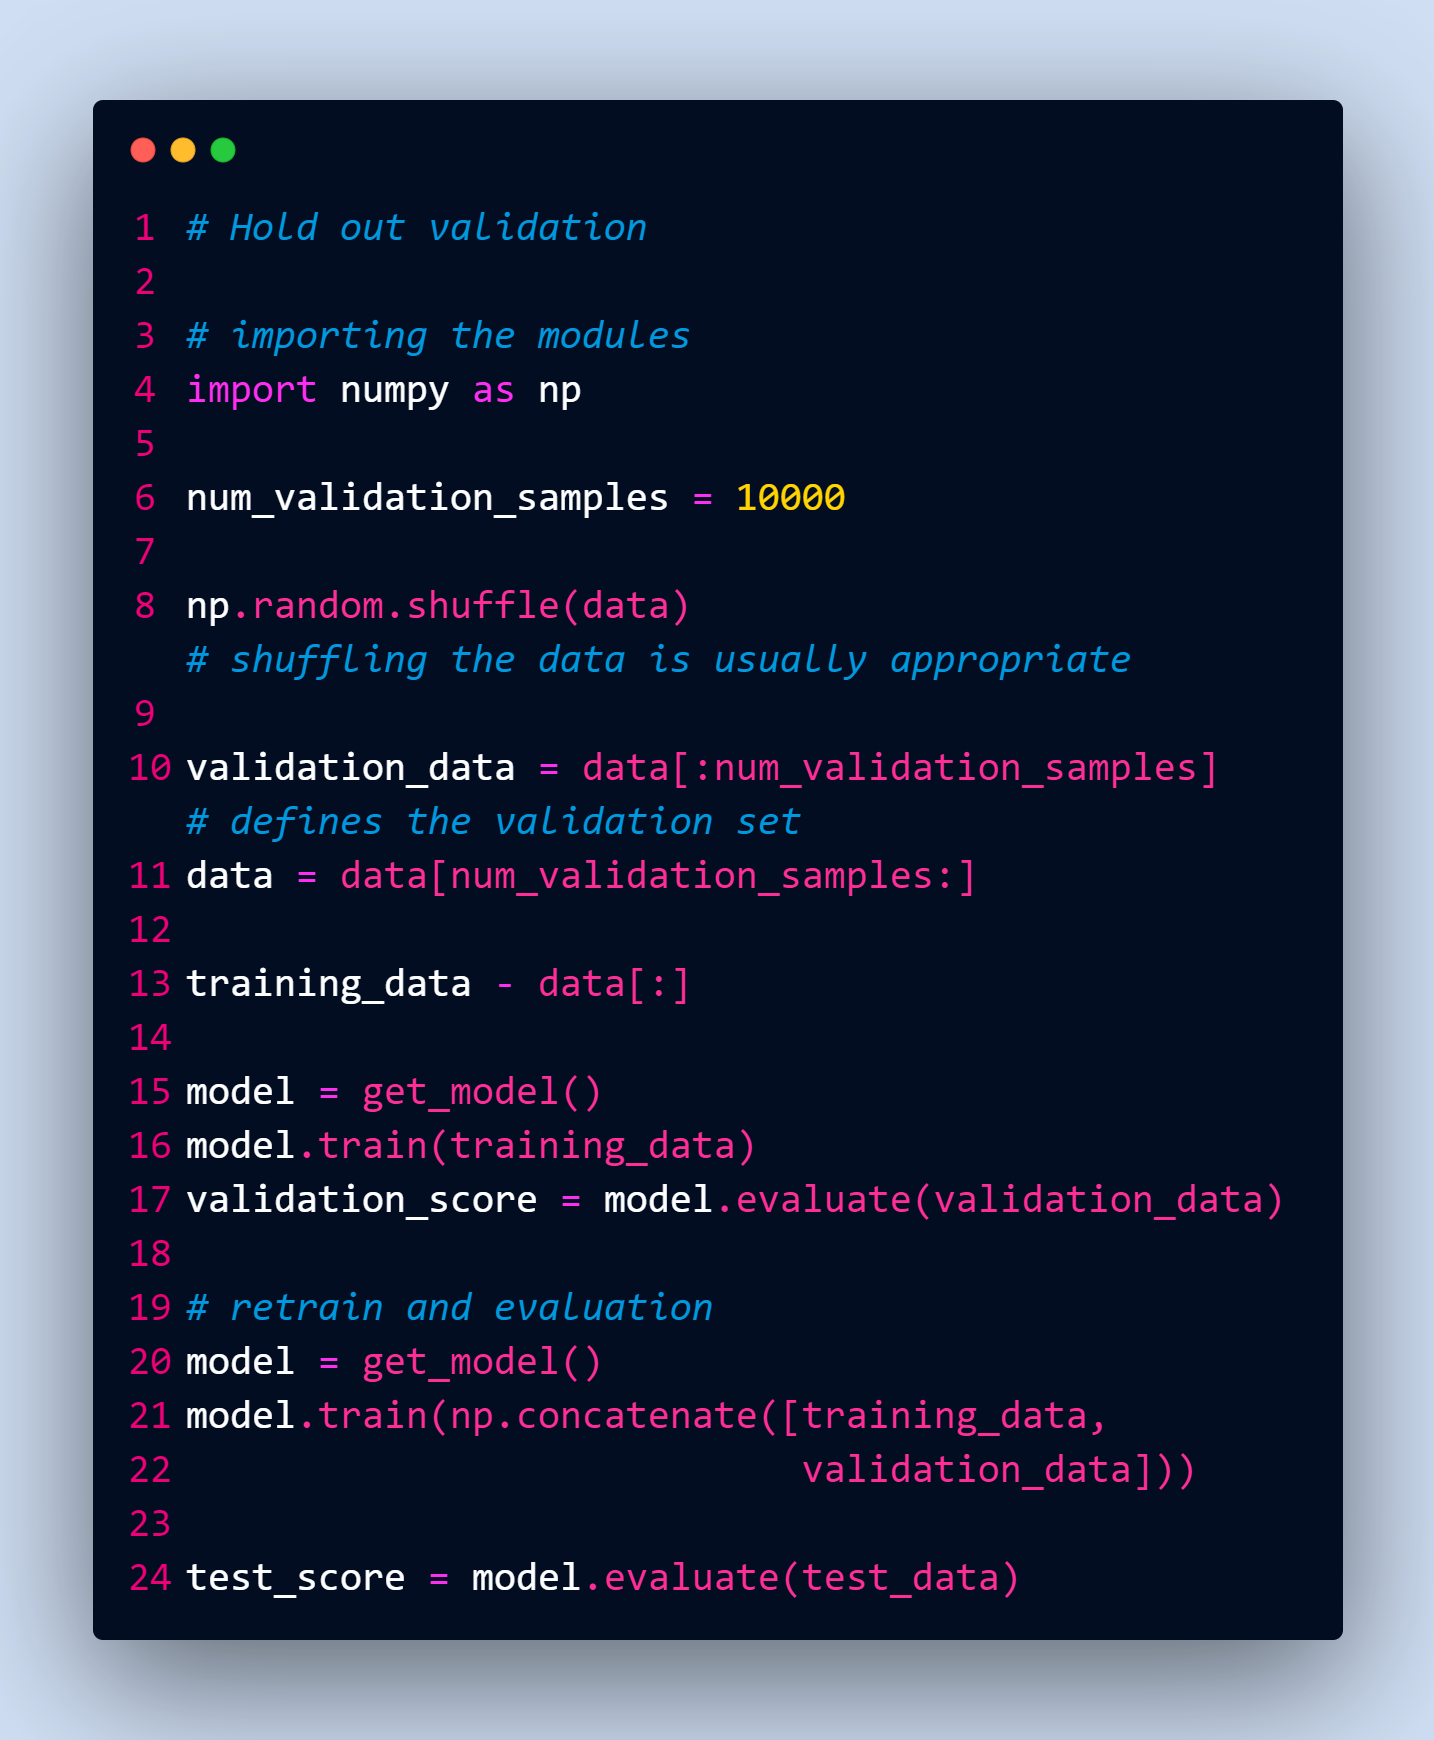 1 # Hold out validation
2
3 # importing the modules
4 import numpy as np
5
6 num_validation_samples = 10000
7
8 np.random.shuffle(data)
# shuffling the data is usually appropriate
9
10 validation_data = data[:num_validation_samples]
# defines the validation set
11 data = data[num_validation_samples:]
12
13 training_data - data[:]
14
15 model = get_model()
16 model.train(training_data)
17 validation_score = model.evaluate(validation_data)
18
19 # retrain and evaluation
20 model = get_model()
21 model.train(np.concatenate([training_data,
22                             validation_data]))
23
24 test_score = model.evaluate(test_data)